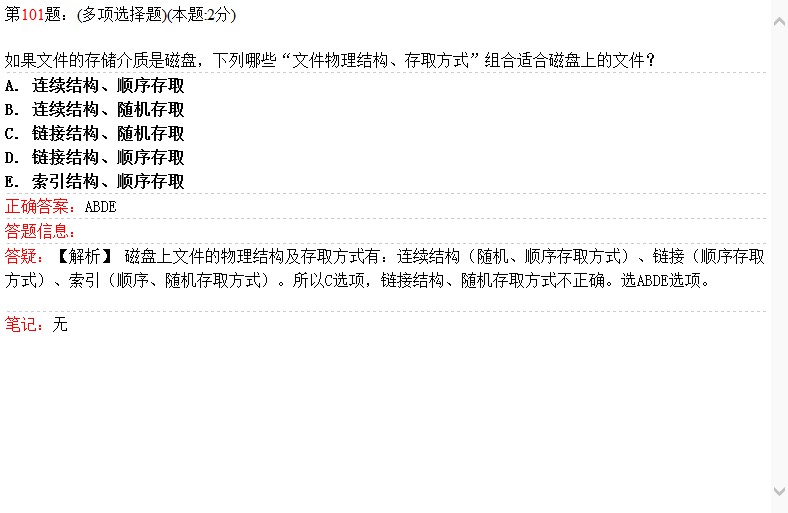 第101题: (多项选择题)(本题:2分)
如果文件的存储介质是磁盘，下列哪些“文件物理结构、存取方式”组合适合磁盘上的文件？
A. 连续结构、顺序存取
B. 连续结构、随机存取
C. 链接结构、随机存取
D. 链接结构、顺序存取
E. 索引结构、顺序存取
正确答案: ABDE
答题信息:
答疑: 【解析】 磁盘上文件的物理结构及存取方式有：连续结构（随机、顺序存取方式）、链接（顺序存取
方式）、索引（顺序、随机存取方式）。所以C选项，链接结构、随机存取方式不正确。选ABDE选项。
笔记: 无